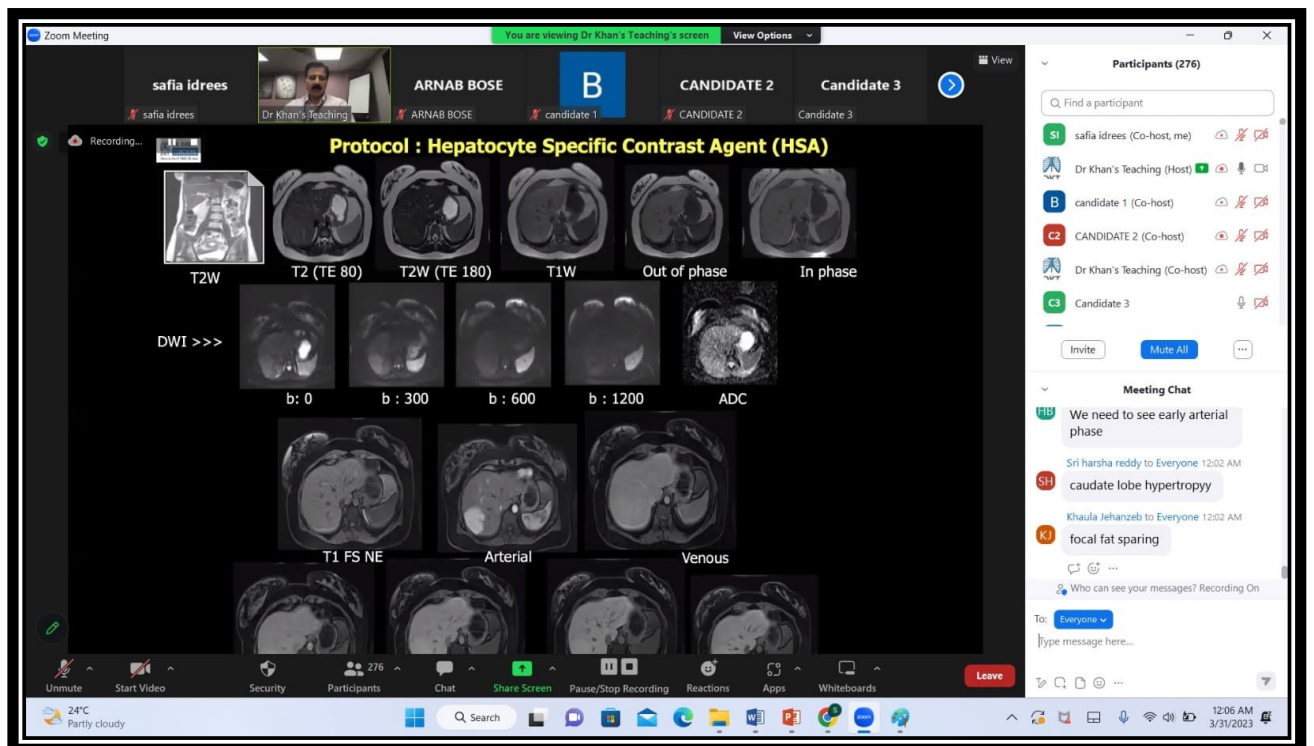 Zoom Meeting
You are viewing Dr Khan's Teaching's screen View Options
safia idrees
safia idrees
Dr Khan's Teaching
ARNAB BOSE
ARNAB BOSE
B
candidate 1
CANDIDATE 2
CANDIDATE 2
Candidate 3
Candidate 3
View
Recording...
Protocol : Hepatocyte Specific Contrast Agent (HSA)
T2W
T2 (TE 80)
T2W (TE 180)
T1W
Out of phase
In phase
DWI >>>
b: 0
b : 300
b : 600
b : 1200
ADC
T1 FS NE
Arterial
Venous
Participants (276)
Find a participant
SI safia idrees (Co-host, me)
Dr Khan's Teaching (Host)
B candidate 1 (Co-host)
C2 CANDIDATE 2 (Co-host)
Dr Khan's Teaching (Co-host)
C3 Candidate 3
Invite
Mute All
Meeting Chat
HB
We need to see early arterial
phase
Sri harsha reddy to Everyone 12:02 AM
SH caudate lobe hypertropyy
Khaula Jehanzeb to Everyone 12:02 AM
KJ focal fat sparing
Who can see your messages? Recording On
To: Everyone
Type message here...
Unmute
Start Video
Security
276
Participants
Chat
Share Screen
Pause/Stop Recording
Reactions
Apps
Whiteboards
Leave
24°C
Partly cloudy
Search
12:06 AM
3/31/2023